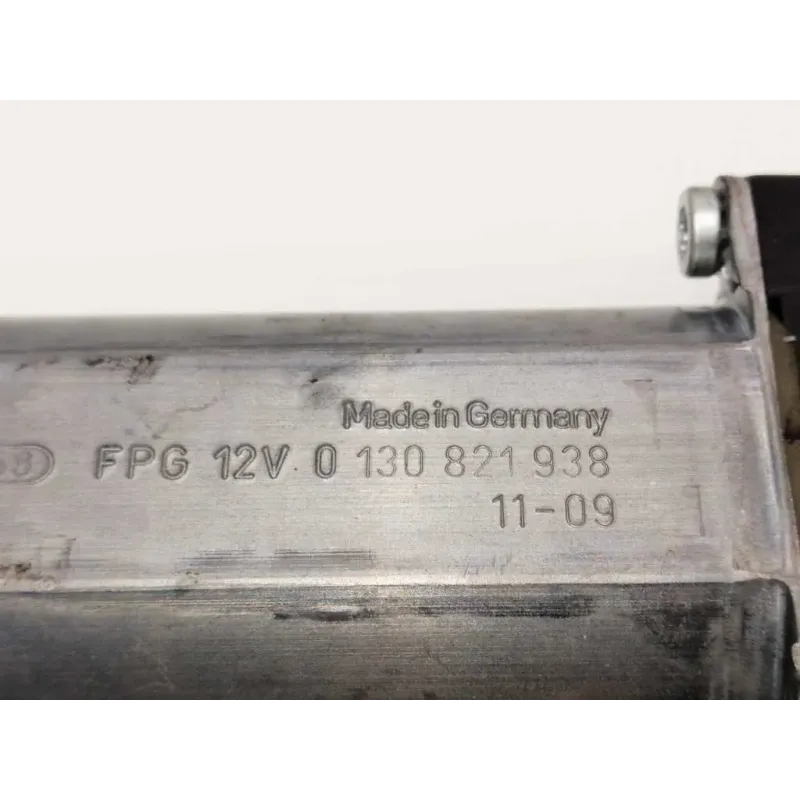 Made in Germany
FPG 12V 0 130 821 938
11-09